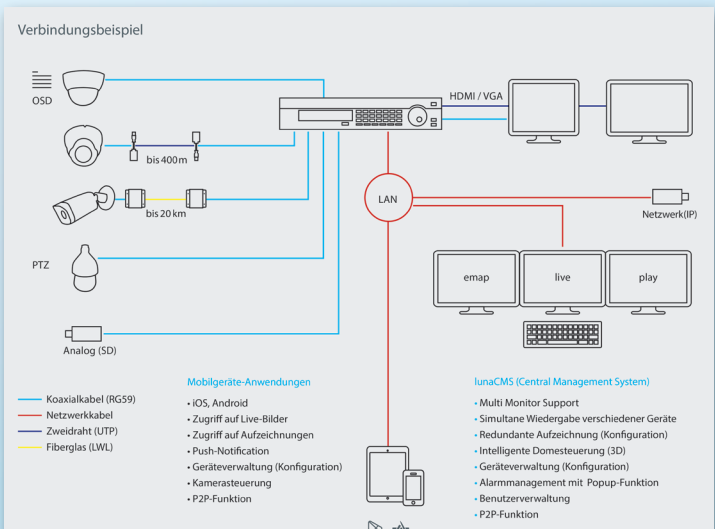 Verbindungsbeispiel
OSD
HDMI / VGA
bis 400 m
bis 20 km
LAN
Netzwerk(IP)
PTZ
emap
live
play
Analog (SD)
Koaxialkabel (RG59)
Netzwerkkabel
Zweidraht (UTP)
Fiberglas (LWL)
Mobilgeräte-Anwendungen
• iOS, Android
• Zugriff auf Live-Bilder
• Zugriff auf Aufzeichnungen
• Push-Notification
• Geräteverwaltung (Konfiguration)
• Kamerasteuerung
• P2P-Funktion
lunaCMS (Central Management System)
• Multi Monitor Support
• Simultane Wiedergabe verschiedener Geräte
• Redundante Aufzeichnung (Konfiguration)
• Intelligente Domesteuerung (3D)
• Geräteverwaltung (Konfiguration)
• Alarmmanagement mit Popup-Funktion
• Benutzerverwaltung
• P2P-Funktion